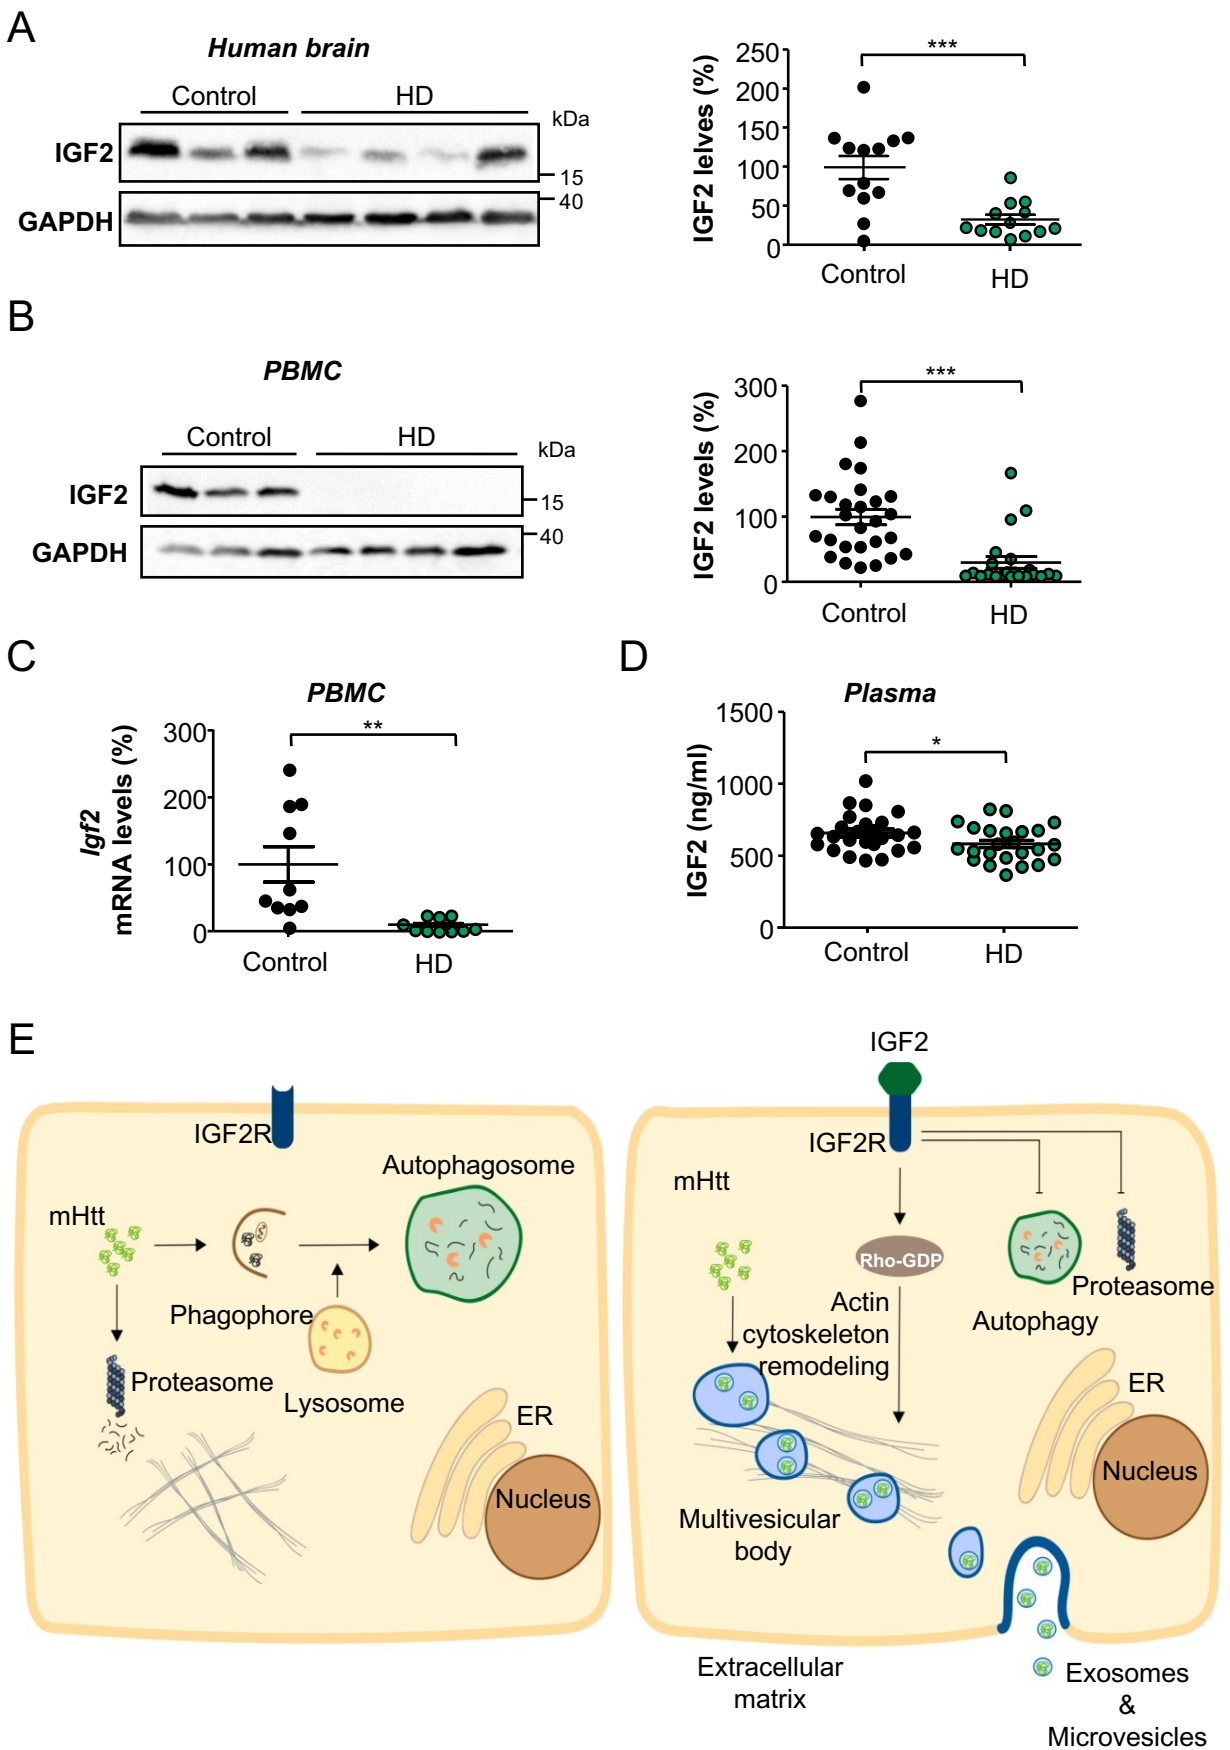 A
Human brain
Control
HD
kDa
IGF2
15
40
GAPDH
IGF2 lelves (%)
250
200
150
100
50
0
***
Control
HD
B
PBMC
Control
HD
kDa
IGF2
15
40
GAPDH
IGF2 levels (%)
300
200
100
0
***
Control
HD
C
PBMC
Igf2
mRNA levels (%)
300
200
100
0
**
Control
HD
D
Plasma
IGF2 (ng/ml)
1500
1000
500
0
*
Control
HD
E
IGF2R
Autophagosome
mHtt
Phagophore
Proteasome
Lysosome
ER
Nucleus
IGF2
IGF2R
mHtt
Rho-GDP
Proteasome
Actin
cytoskeleton
remodeling
Autophagy
ER
Nucleus
Multivesicular
body
Extracellular
matrix
Exosomes
&
Microvesicles